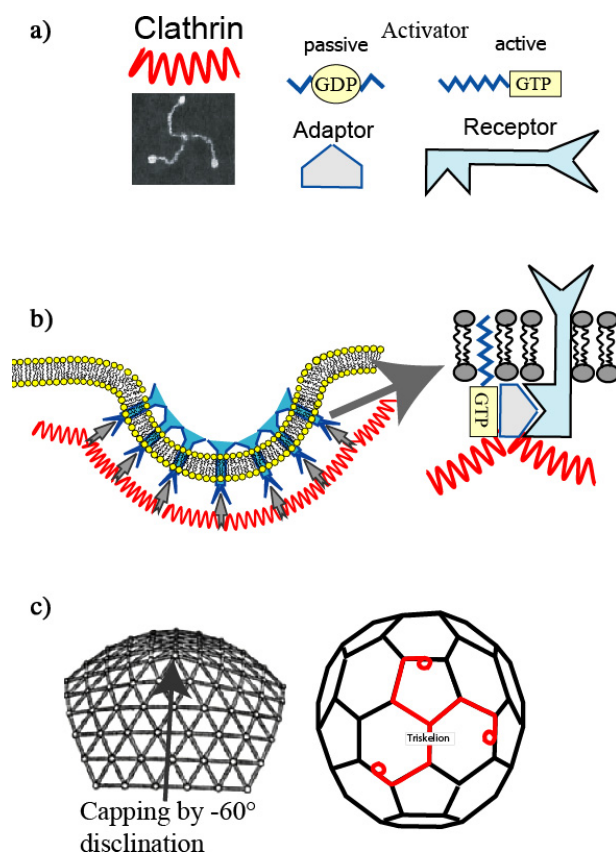 a)
Clathrin
Activator
passive
active
GDP
GTP
Adaptor
Receptor
b)
GTP
c)
Triskelion
Capping by -60°
disclination